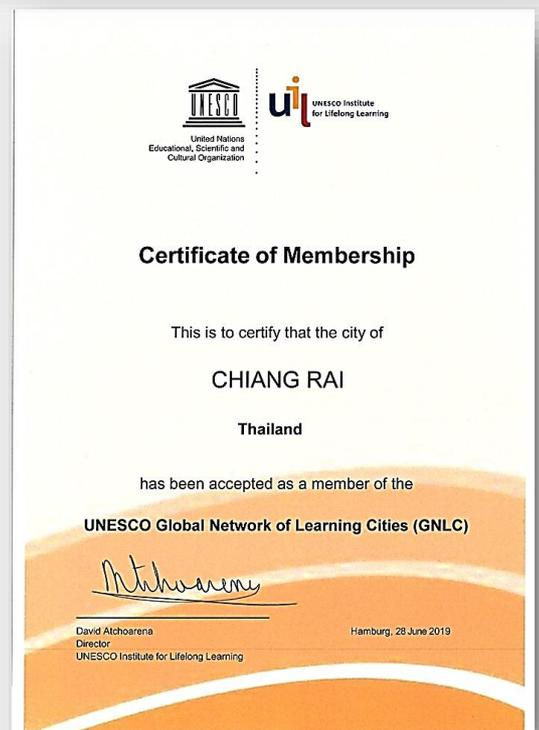 UNESCO
United Nations
Educational, Scientific and
Cultural Organization
uil
UNESCO Institute
for Lifelong Learning
Certificate of Membership
This is to certify that the city of
CHIANG RAI
Thailand
has been accepted as a member of the
UNESCO Global Network of Learning Cities (GNLC)
David Atchoarena
Director
UNESCO Institute for Lifelong Learning
Hamburg, 28 June 2019